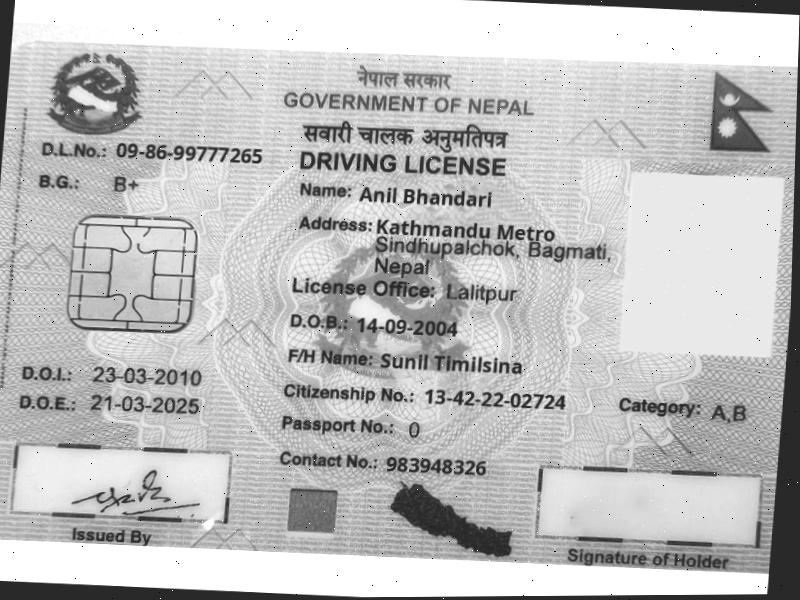 नेपाल सरकार
GOVERNMENT OF NEPAL
सवारी चालक अनुमतिपत्र
DRIVING LICENSE
D.L.No.: 09-86-99777265
B.G.: B+
Name: Anil Bhandari
Address: Kathmandu Metro
Sindhupalchok, Bagmati,
Nepal
License Office: Lalitpur
D.O.B.: 14-09-2004
F/H Name: Sunil Timilsina
D.O.I.: 23-03-2010
D.O.E.: 21-03-2025
Citizenship No.: 13-42-22-02724
Category: A,B
Passport No.: 0
Contact No.: 983948326
Issued By
Signature of Holder